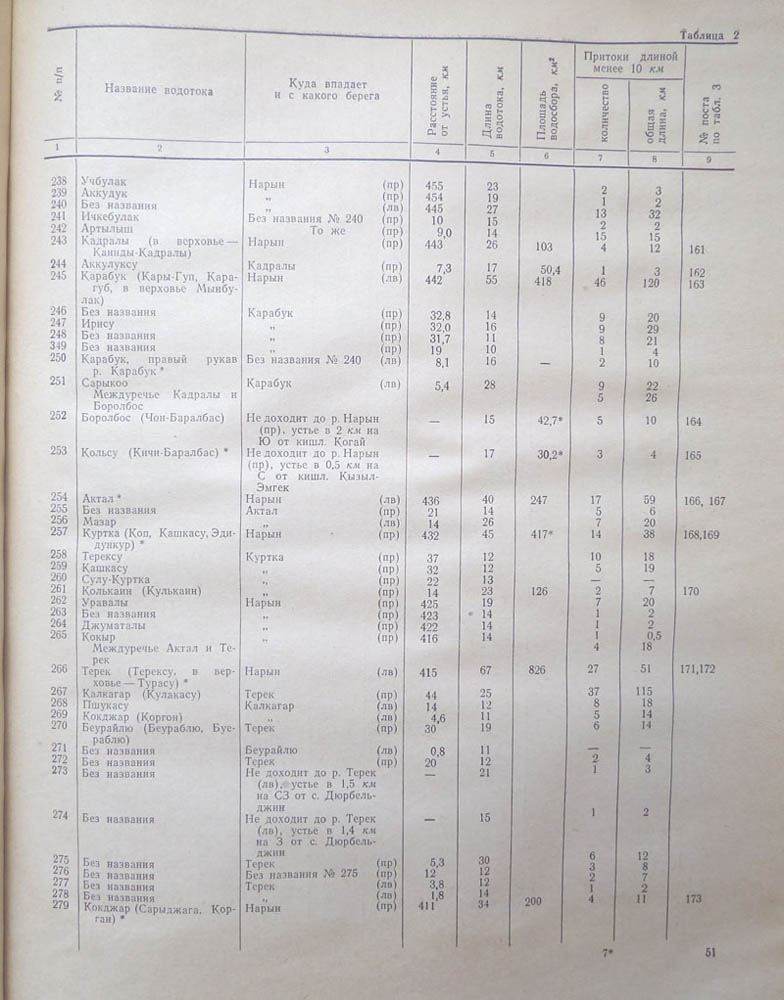 Таблица 2
№ п/п | Название водотока | Куда впадает и с какого берега | Расстояние от устья, км | Длина водотока, км | Площадь водосбора, км² | Притоки длиной менее 10 км: количество | общая длина, км | № поста по табл. 3
1 2 3 4 5 6 7 8 9
238 Учбулак Нарын (пр) 455 23 2 3
239 Аккудук „ (пр) 454 19 1 2
240 Без названия „ (лв) 445 27 13 32
241 Ичкебулак Без названия № 240 (пр) 10 15 2 2
242 Артылыш То же (пр) 9,0 14 15 15
243 Кадралы (в верховье — Нарын (пр) 443 26 103 4 12 161
Каинды-Кадралы)
244 Аккулуксу Кадралы (пр) 7,3 17 50,4 1 3 162
245 Карабук (Кары-Гуп, Кара- Нарын (лв) 442 55 418 46 120 163
губ, в верховье Мынбу-
лак)
246 Без названия Карабук (пр) 32,8 14 9 20
247 Ирису „ (пр) 32,0 16 9 29
248 Без названия „ (пр) 31,7 11 8 21
349 Без названия „ (пр) 19 10 1 4
250 Карабук, правый рукав Без названия № 240 (лв) 8,1 16 — 2 10
р. Карабук *
251 Сарыкоо Карабук (лв) 5,4 28 9 22
Междуречье Кадралы и 5 26
Боролбос
252 Боролбос (Чон-Баралбас) Не доходит до р. Нарын — 15 42,7* 5 10 164
(пр), устье в 2 км на
Ю от кишл. Когай
253 Кольсу (Кичи-Баралбас) * Не доходит до р. Нарын — 17 30,2* 3 4 165
(пр), устье в 0,5 км на
С от кишл. Кызыл-
Эмгек
254 Актал * Нарын (лв) 436 40 247 17 59 166, 167
255 Без названия Актал (пр) 21 14 5 6
256 Мазар „ (лв) 14 26 7 20
257 Куртка (Коп, Кашкасу, Эди- Нарын (пр) 432 45 417* 14 38 168,169
дункур) *
258 Терексу Куртка (пр) 37 12 10 18
259 Кашкасу „ (пр) 32 12 5 19
260 Сулу-Куртка „ (пр) 22 13 — —
261 Колькаин (Кулькаин) „ (пр) 14 23 126 2 7 170
262 Уравалы Нарын (пр) 425 19 7 20
263 Без названия „ (пр) 423 14 1 2
264 Джуматалы „ (пр) 422 14 1 2
265 Кокыр „ (пр) 416 14 1 0,5
Междуречье Актал и Те- 4 18
рек
266 Терек (Терексу, в вер- Нарын (лв) 415 67 826 27 51 171,172
ховье — Турасу) *
267 Калкагар (Кулакасу) Терек (пр) 44 25 37 115
268 Пшукасу Калкагар (лв) 14 12 8 18
269 Кокджар (Коргон) „ (лв) 4,6 11 5 14
270 Беурайлю (Беураблю, Буе- Терек (пр) 30 19 6 14
раблю)
271 Без названия Беурайлю (лв) 0,8 11 — —
272 Без названия Терек (пр) 20 12 2 4
273 Без названия Не доходит до р. Терек — 21 1 3
(лв), устье в 1,5 км
на СЗ от с. Дюрбель-
джин
274 Без названия Не доходит до р. Терек — 15 1 2
(лв), устье в 1,4 км
на З от с. Дюрбель-
джин
275 Без названия Терек (пр) 5,3 30 6 12
276 Без названия Без названия № 275 (пр) 12 12 3 8
277 Без названия Терек (лв) 3,8 12 2 7
278 Без названия „ (лв) 1,8 14 1 2
279 Кокджар (Сарыджага, Кор- Нарын (пр) 411 34 200 4 11 173
ган) *
7* 51